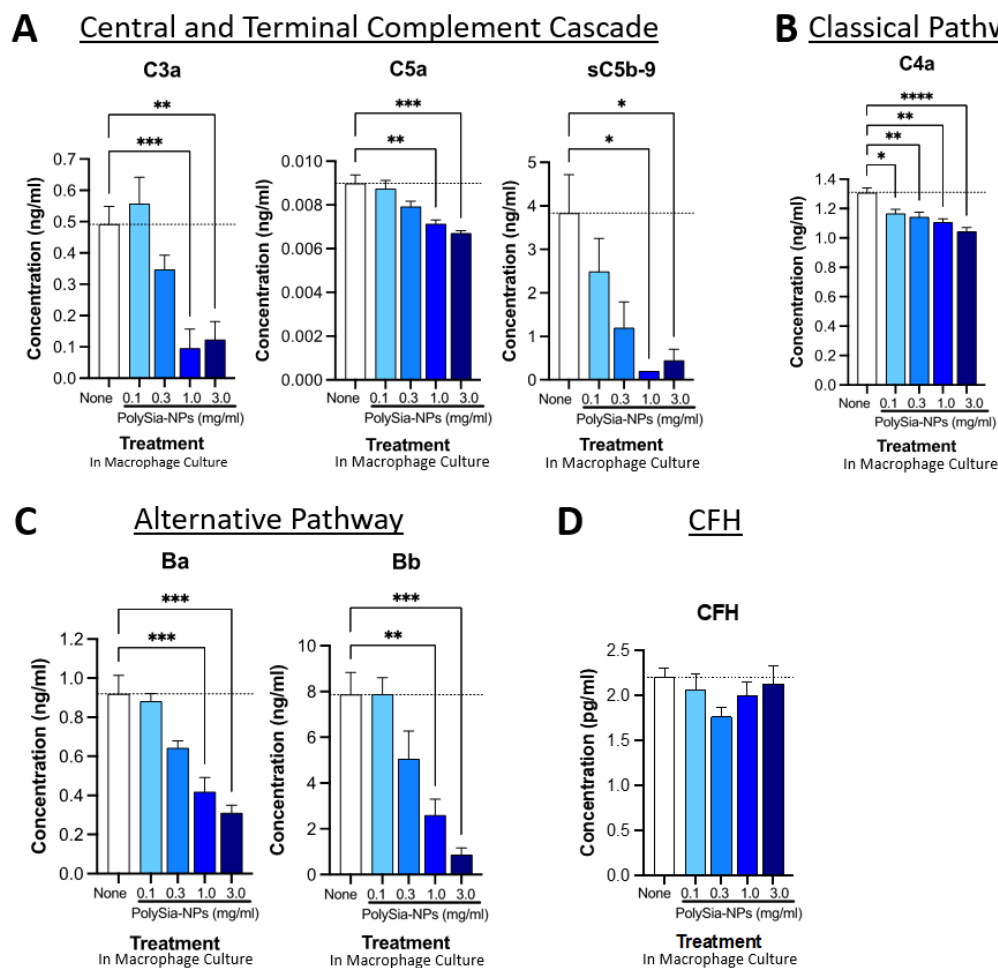 A Central and Terminal Complement Cascade
B Classical Pathw
C3a
C5a
sC5b-9
C4a
**
***
***
**
*
*
****
**
**
*
Concentration (ng/ml)
0.7
0.6
0.5
0.4
0.3
0.2
0.1
0.0
None 0.1 0.3 1.0 3.0
PolySia-NPs (mg/ml)
Treatment
In Macrophage Culture
Concentration (ng/ml)
0.010
0.008
0.006
0.004
0.002
0.000
None 0.1 0.3 1.0 3.0
PolySia-NPs (mg/ml)
Treatment
In Macrophage Culture
Concentration (ng/ml)
5
4
3
2
1
0
None 0.1 0.3 1.0 3.0
PolySia-NPs (mg/ml)
Treatment
In Macrophage Culture
Concentration (ng/ml)
1.4
1.2
1.0
1.2
1.4
1.2
0.0
None 0.1 0.3 1.0 3.0
PolySia-NPs (mg/ml)
Treatment
In Macrophage Culture
C Alternative Pathway
D CFH
Ba
Bb
CFH
***
***
***
**
Concentration (ng/ml)
1.2
1.0
0.8
0.6
0.4
0.2
0.0
None 0.1 0.3 1.0 3.0
PolySia-NPs (mg/ml)
Treatment
In Macrophage Culture
Concentration (ng/ml)
10
8
6
4
2
0
None 0.1 0.3 1.0 3.0
PolySia-NPs (mg/ml)
Treatment
In Macrophage Culture
Concentration (pg/ml)
2.5
2.0
1.5
1.0
2.5
0.0
None 0.1 0.3 1.0 3.0
PolySia-NPs (mg/ml)
Treatment
In Macrophage Culture